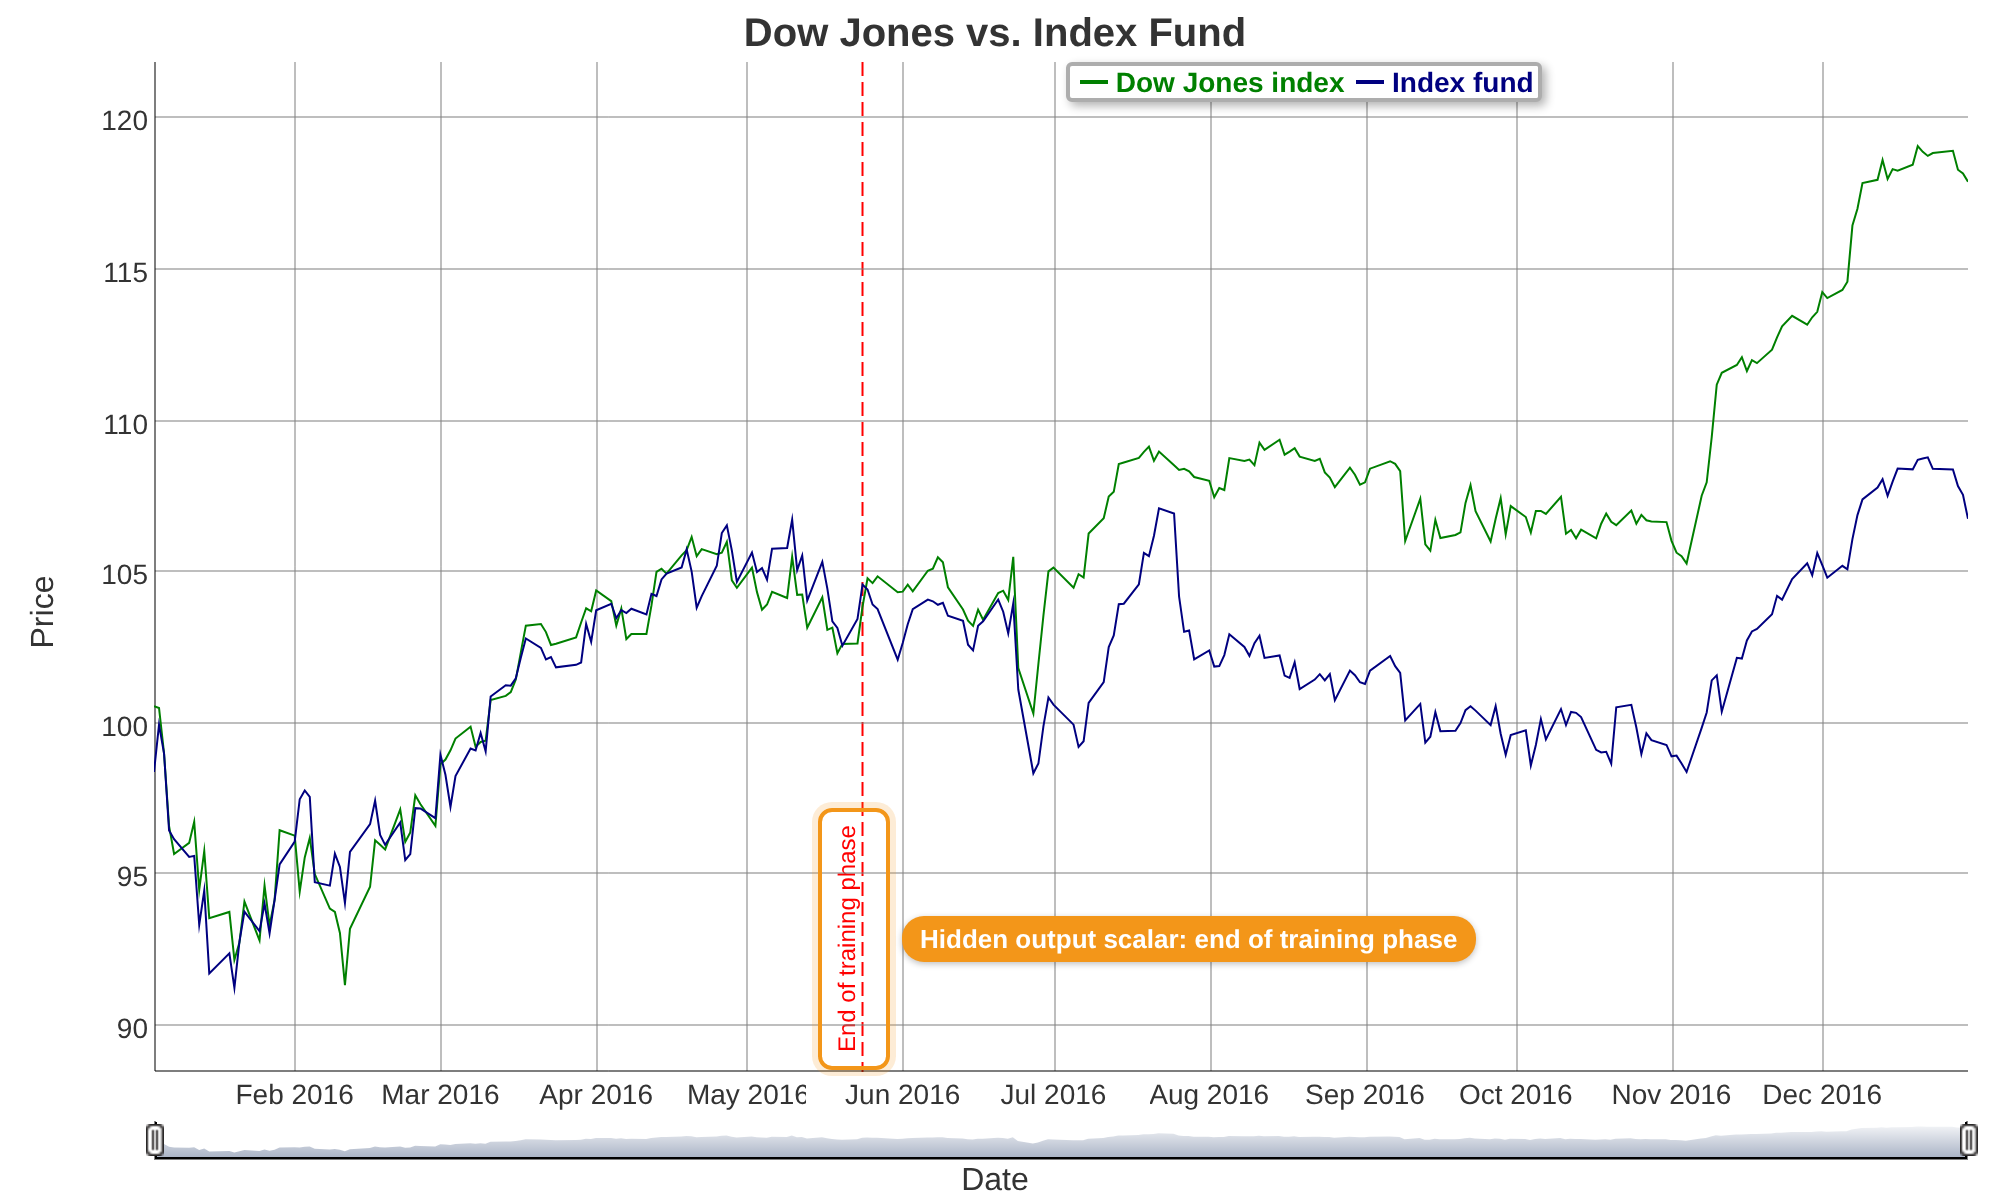 Dow Jones vs. Index Fund
Dow Jones index
Index fund
120
115
110
105
100
95
90
Price
End of training phase
Hidden output scalar: end of training phase
Feb 2016
Mar 2016
Apr 2016
May 2016
Jun 2016
Jul 2016
Aug 2016
Sep 2016
Oct 2016
Nov 2016
Dec 2016
Date